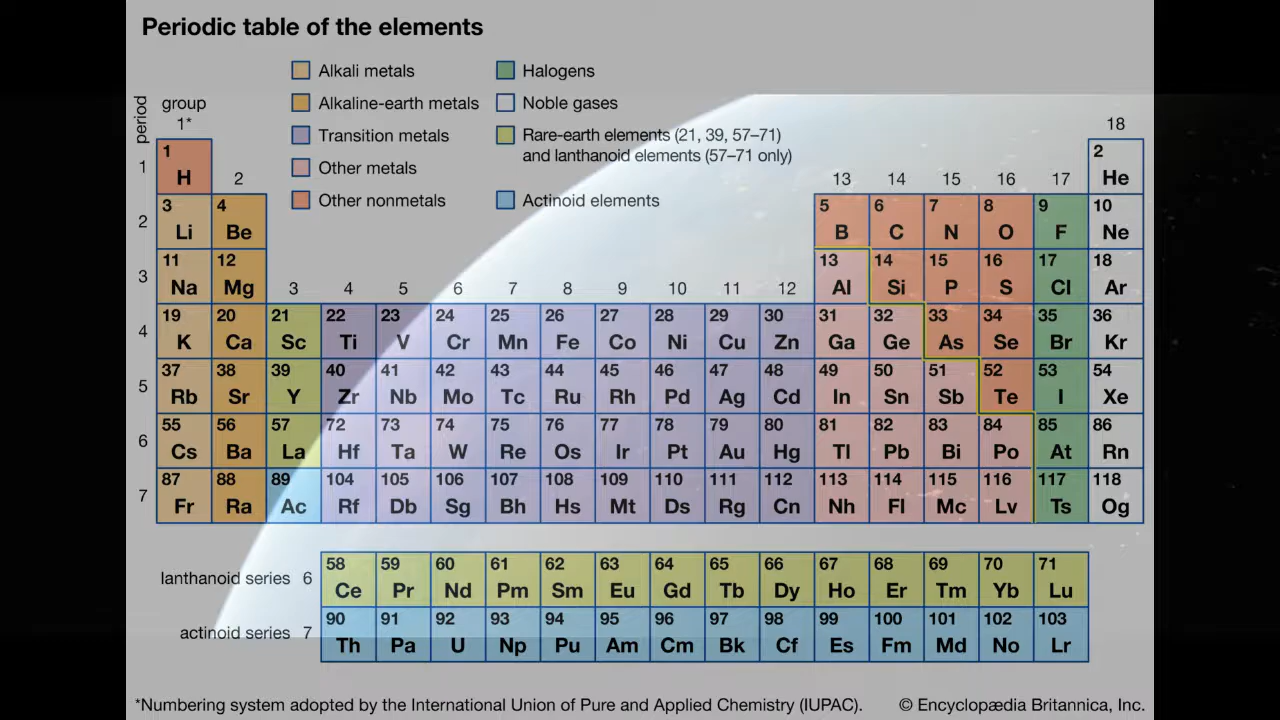 Periodic table of the elements
Alkali metals
Alkaline-earth metals
Transition metals
Other metals
Other nonmetals
Halogens
Noble gases
Rare-earth elements (21, 39, 57–71)
and lanthanoid elements (57–71 only)
Actinoid elements
period
group
1* 18
1 2
1 H He
2 13 14 15 16 17
3 4 5 6 7 8 9 10
2 Li Be B C N O F Ne
11 12 13 14 15 16 17 18
3 Na Mg Al Si P S Cl Ar
3 4 5 6 7 8 9 10 11 12
19 20 21 22 23 24 25 26 27 28 29 30 31 32 33 34 35 36
4 K Ca Sc Ti V Cr Mn Fe Co Ni Cu Zn Ga Ge As Se Br Kr
37 38 39 40 41 42 43 44 45 46 47 48 49 50 51 52 53 54
5 Rb Sr Y Zr Nb Mo Tc Ru Rh Pd Ag Cd In Sn Sb Te I Xe
55 56 57 72 73 74 75 76 77 78 79 80 81 82 83 84 85 86
6 Cs Ba La Hf Ta W Re Os Ir Pt Au Hg Tl Pb Bi Po At Rn
87 88 89 104 105 106 107 108 109 110 111 112 113 114 115 116 117 118
7 Fr Ra Ac Rf Db Sg Bh Hs Mt Ds Rg Cn Nh Fl Mc Lv Ts Og
58 59 60 61 62 63 64 65 66 67 68 69 70 71
lanthanoid series 6 Ce Pr Nd Pm Sm Eu Gd Tb Dy Ho Er Tm Yb Lu
90 91 92 93 94 95 96 97 98 99 100 101 102 103
actinoid series 7 Th Pa U Np Pu Am Cm Bk Cf Es Fm Md No Lr
*Numbering system adopted by the International Union of Pure and Applied Chemistry (IUPAC). © Encyclopædia Britannica, Inc.